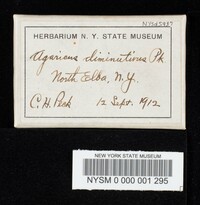 HERBARIUM N. Y. STATE MUSEUM
Agaricus diminutivus Pk
North Elba, N.Y.
C.H. Peck 12 Sept. 1912
NEW YORK STATE MUSEUM
NYSM 0 000 001 295